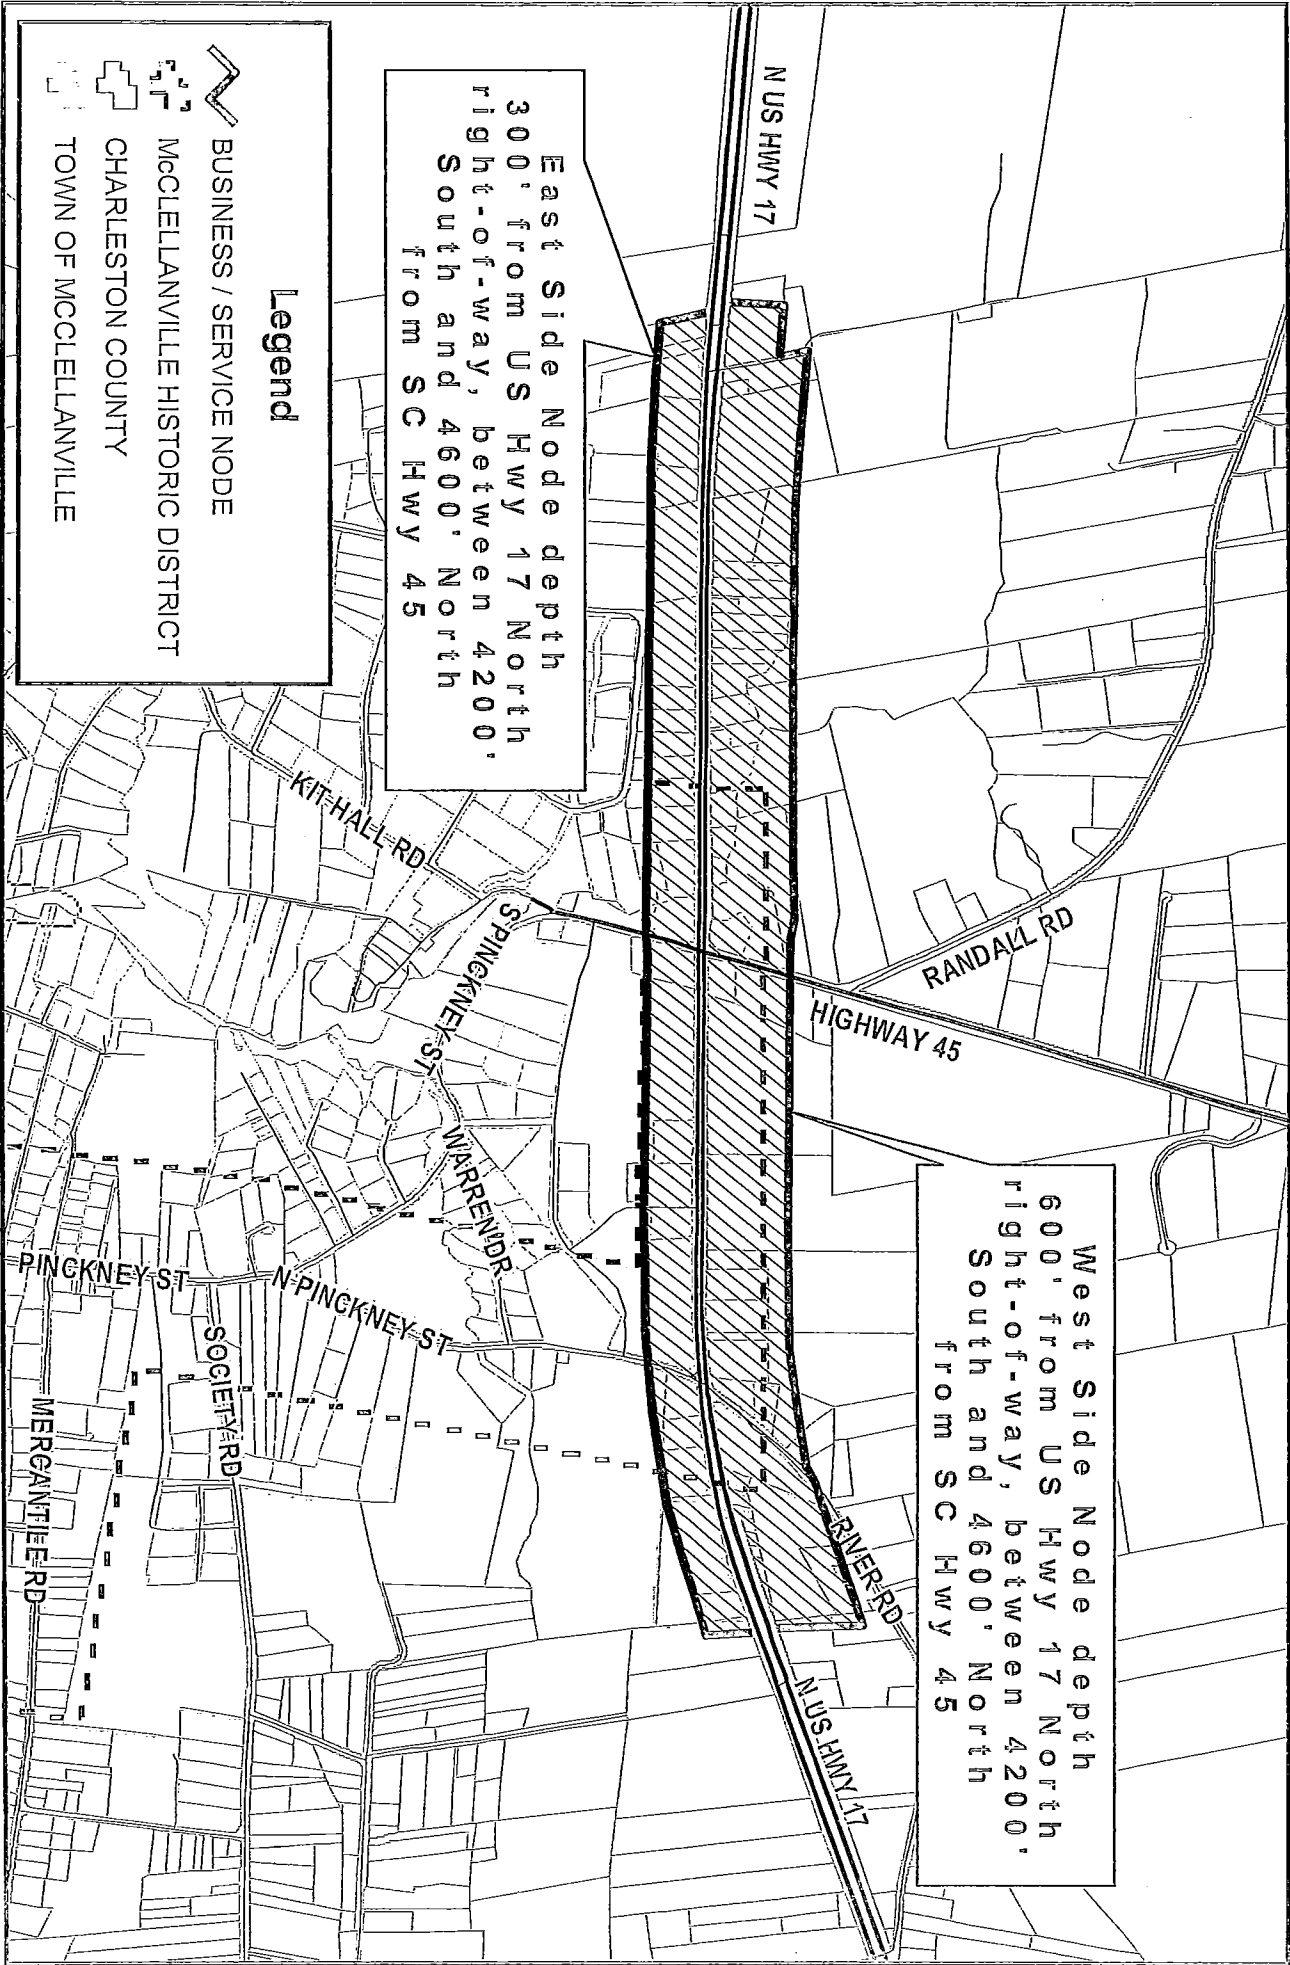 N US HWY 17
East Side Node depth
300' from US Hwy 17 North
right-of-way, between 4200'
South and 4600' North
from SC Hwy 45
West Side Node depth
600' from US Hwy 17 North
right-of-way, between 4200'
South and 4600' North
from SC Hwy 45
RANDALL RD
HIGHWAY 45
RIVER RD
N US HWY 17
KIT HALL RD
S PINCKNEY ST
WARREN DR
N PINCKNEY ST
PINCKNEY ST
SOCIETY RD
MERCANTILE RD
Legend
BUSINESS / SERVICE NODE
McCLELLANVILLE HISTORIC DISTRICT
CHARLESTON COUNTY
TOWN OF MCCLELLANVILLE